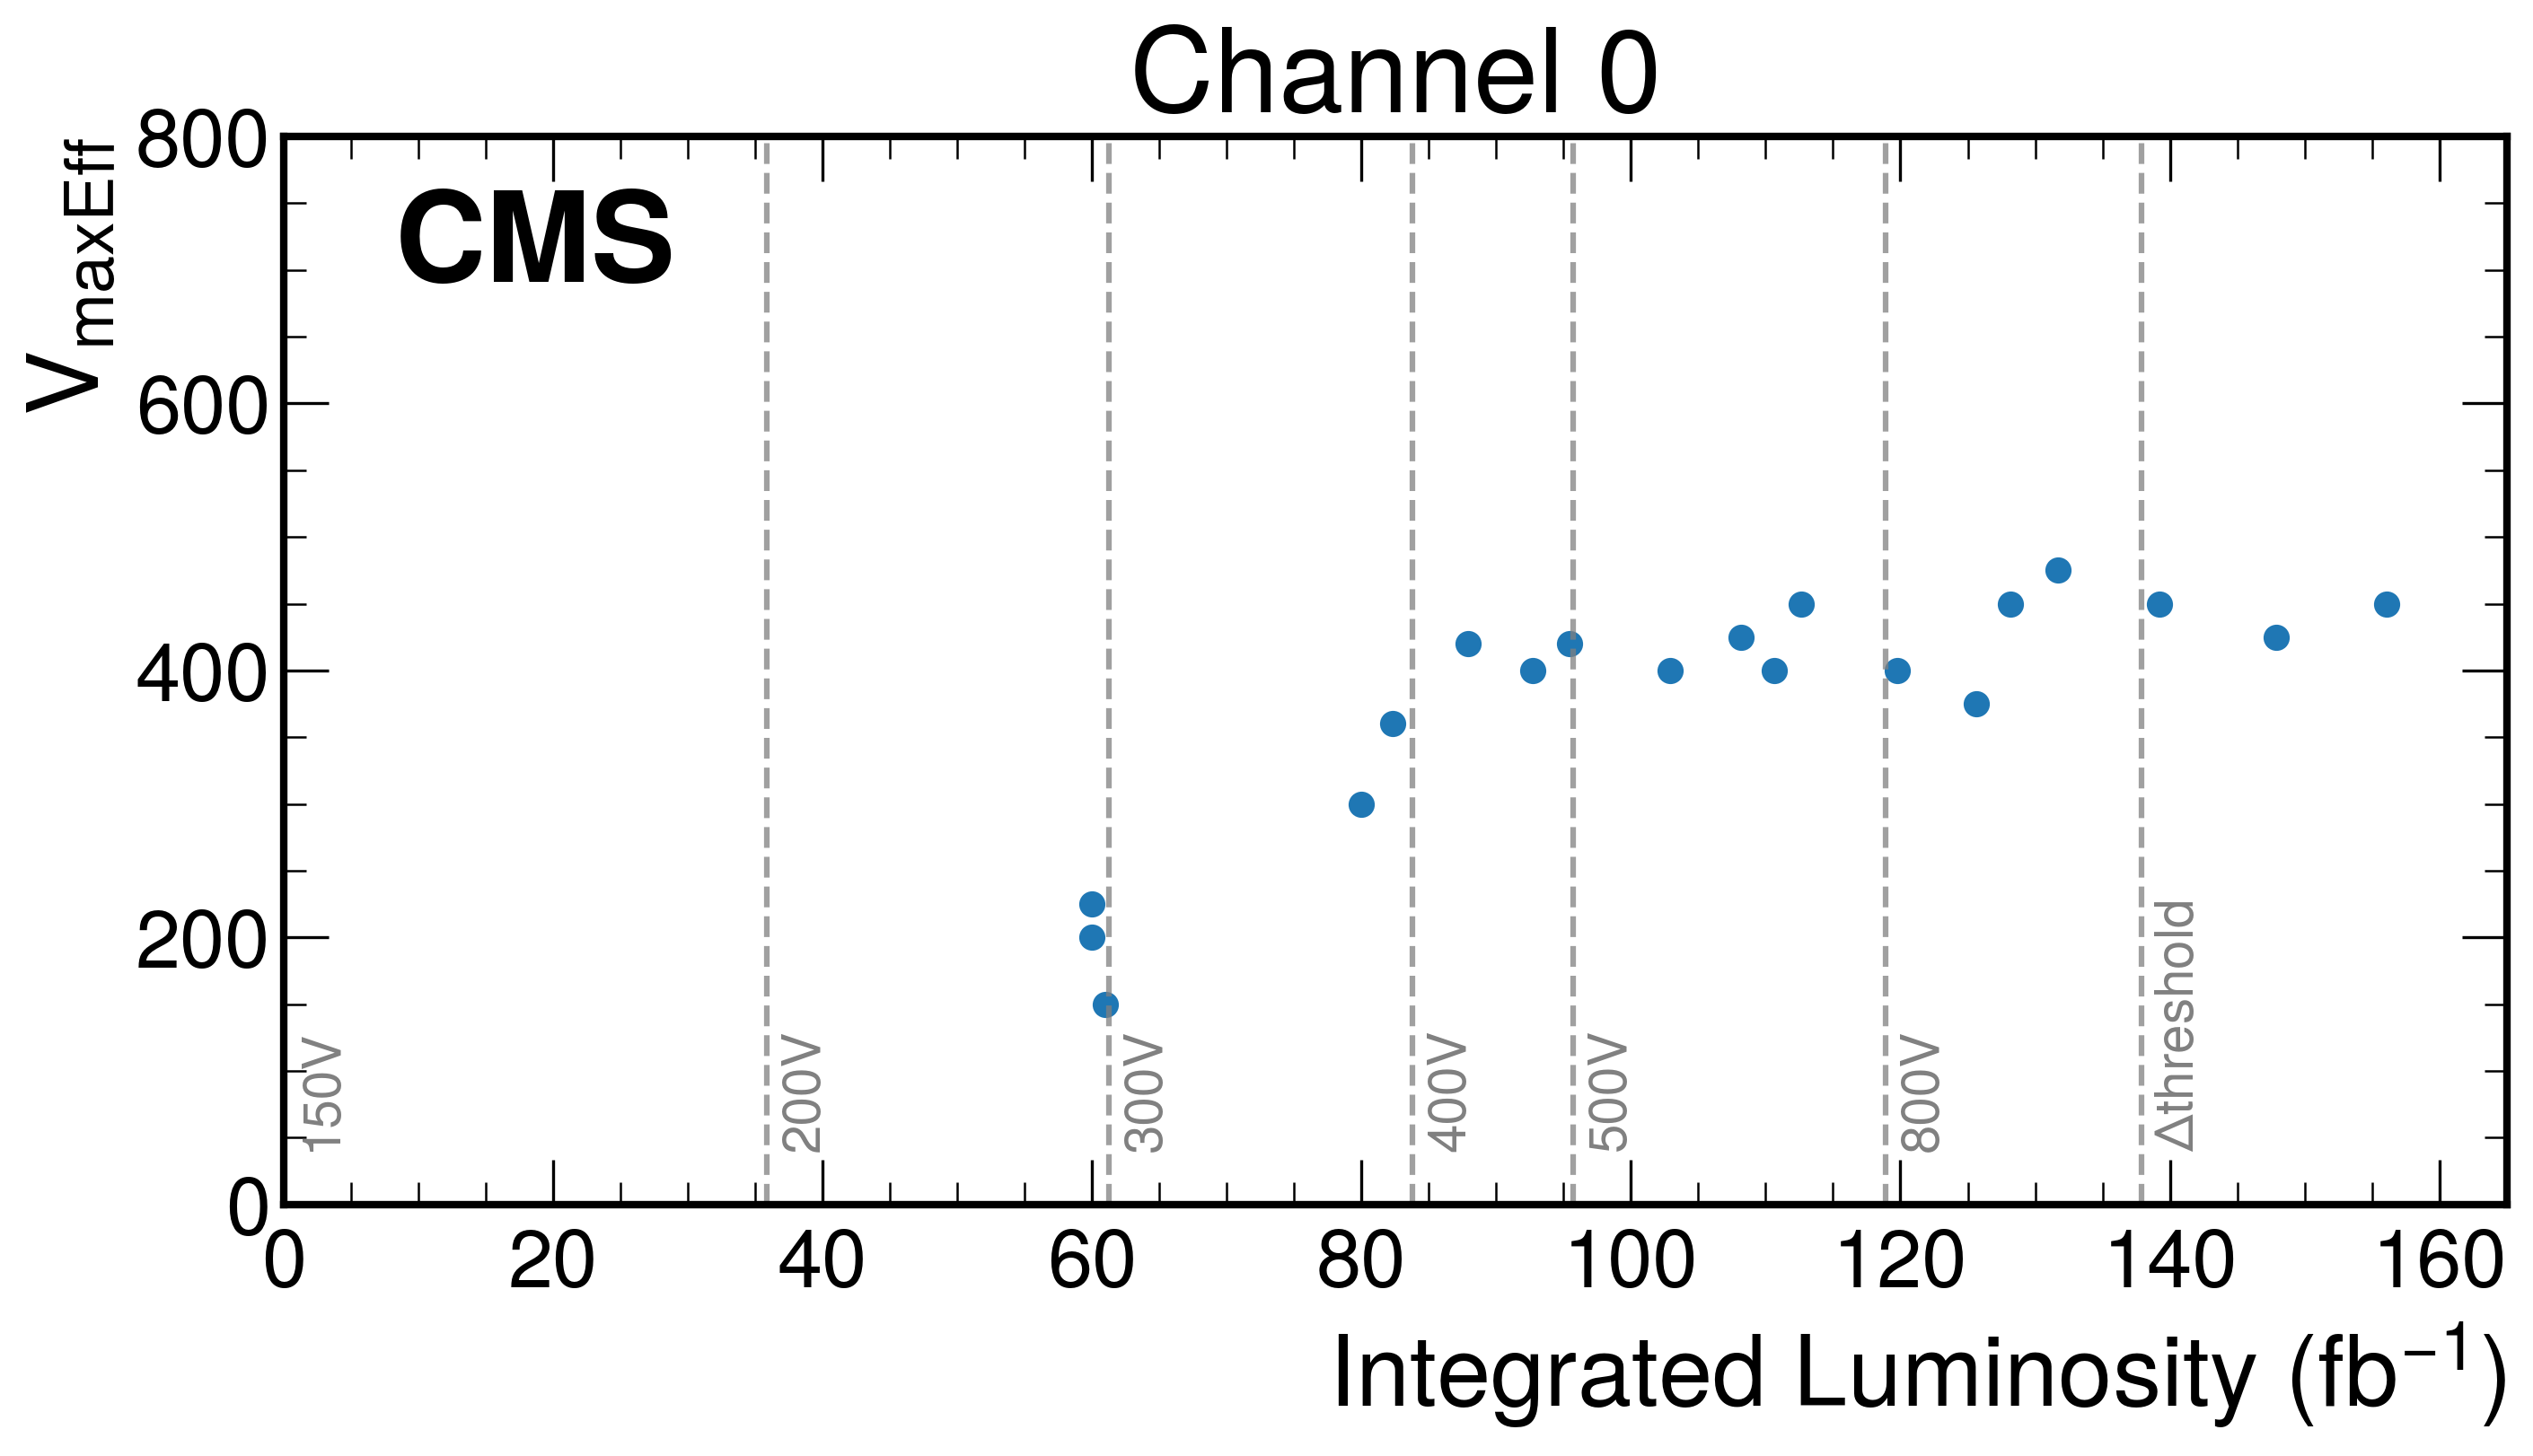 Channel 0
V_maxEff
CMS
800
600
400
200
0
150V
200V
300V
400V
500V
800V
Δthreshold
0 20 40 60 80 100 120 140 160
Integrated Luminosity (fb⁻¹)